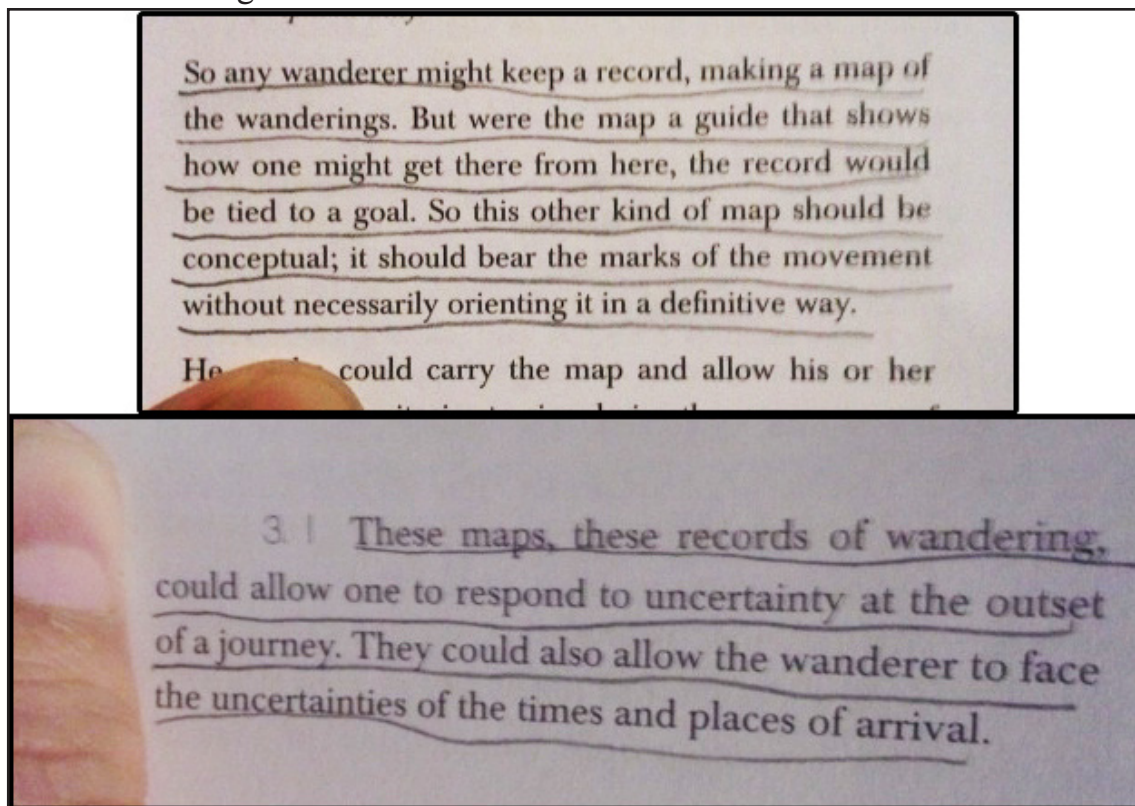 So any wanderer might keep a record, making a map of
the wanderings. But were the map a guide that shows
how one might get there from here, the record would
be tied to a goal. So this other kind of map should be
conceptual; it should bear the marks of the movement
without necessarily orienting it in a definitive way.
He could carry the map and allow his or her
3. 1 These maps, these records of wandering,
could allow one to respond to uncertainty at the outset
of a journey. They could also allow the wanderer to face
the uncertainties of the times and places of arrival.